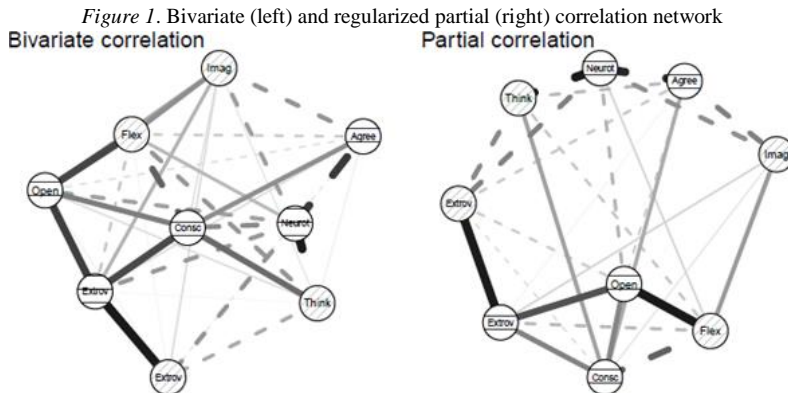 Figure 1. Bivariate (left) and regularized partial (right) correlation network
Bivariate correlation
Partial correlation
Imag
Flex
Agree
Open
Consc
Neurot
Extrov
Think
Extrov
Neurot
Think
Agree
Imag
Extrov
Open
Extrov
Flex
Consc